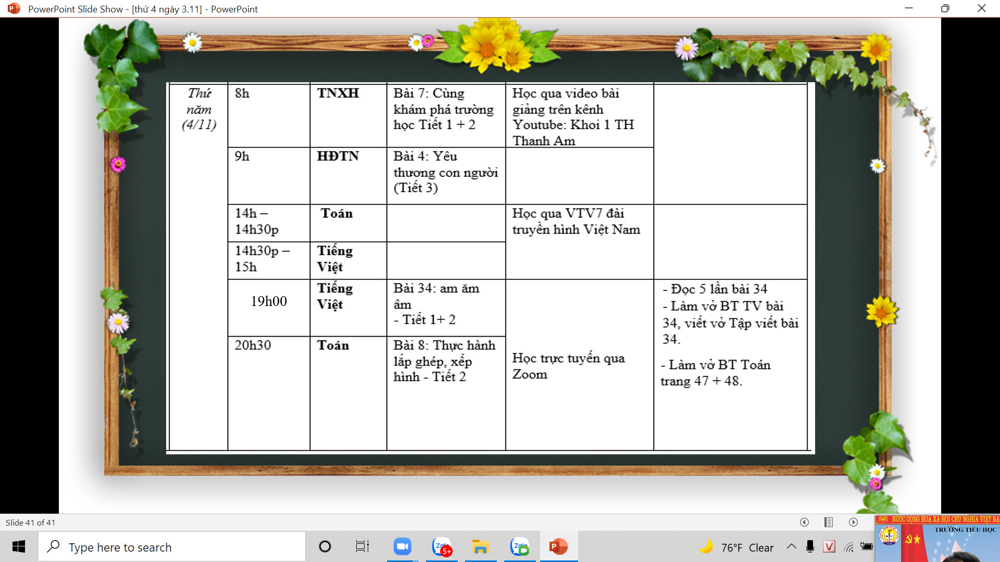 PowerPoint Slide Show - [thứ 4 ngày 3.11] - PowerPoint
Thứ
năm
(4/11)
8h
TNXH
Bài 7: Cùng
khám phá trường
học Tiết 1 + 2
Học qua video bài
giảng trên kênh
Youtube: Khoi 1 TH
Thanh Am
9h
HĐTN
Bài 4: Yêu
thương con người
(Tiết 3)
14h –
14h30p
Toán
Học qua VTV7 đài
truyền hình Việt Nam
14h30p –
15h
Tiếng
Việt
19h00
Tiếng
Việt
Bài 34: am ăm
âm
- Tiết 1+ 2
Học trực tuyến qua
Zoom
- Đọc 5 lần bài 34
- Làm vở BT TV bài
34, viết vở Tập viết bài
34.
- Làm vở BT Toán
trang 47 + 48.
20h30
Toán
Bài 8: Thực hành
lắp ghép, xếp
hình - Tiết 2
Slide 41 of 41
NƯỚC CỘNG HÒA XÃ HỘI CHỦ NGHĨA VIỆT NA
TRƯỜNG TIỂU HỌC
Type here to search
Zalo
5+
76°F Clear